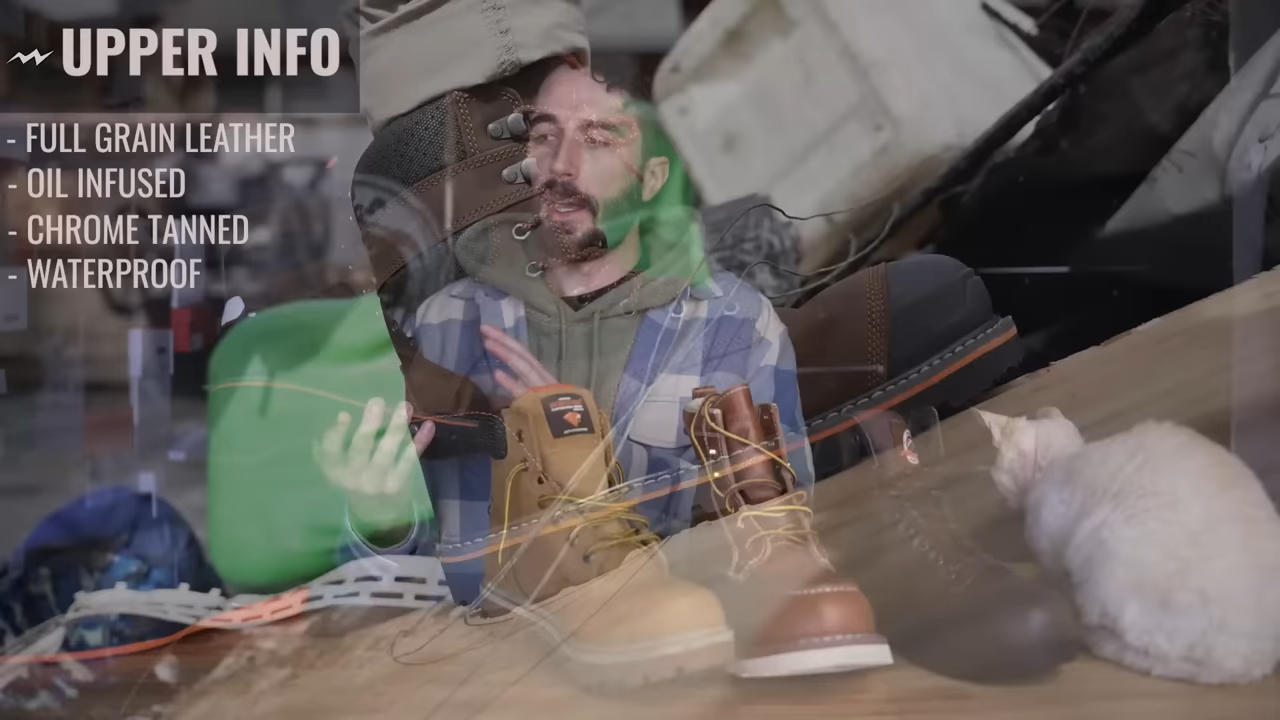 UPPER INFO
- FULL GRAIN LEATHER
- OIL INFUSED
- CHROME TANNED
- WATERPROOF